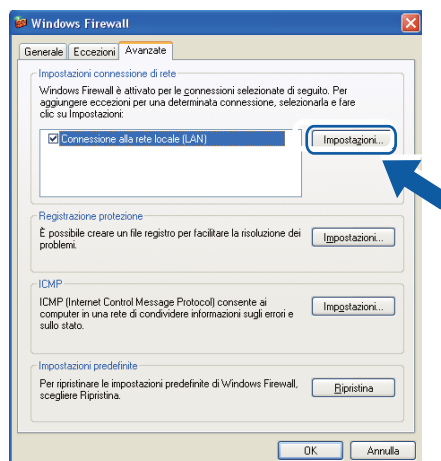 Windows Firewall
Generale Eccezioni Avanzate
Impostazioni connessione di rete
Windows Firewall è attivato per le connessioni selezionate di seguito. Per
aggiungere eccezioni per una determinata connessione, selezionarla e fare
clic su Impostazioni:
Connessione alla rete locale (LAN)
Impostazioni...
Registrazione protezione
È possibile creare un file registro per facilitare la risoluzione dei
problemi.
Impostazioni...
ICMP
ICMP (Internet Control Message Protocol) consente ai
computer in una rete di condividere informazioni sugli errori e
sullo stato.
Impostazioni...
Impostazioni predefinite
Per ripristinare le impostazioni predefinite di Windows Firewall,
scegliere Ripristina.
Ripristina
OK Annulla